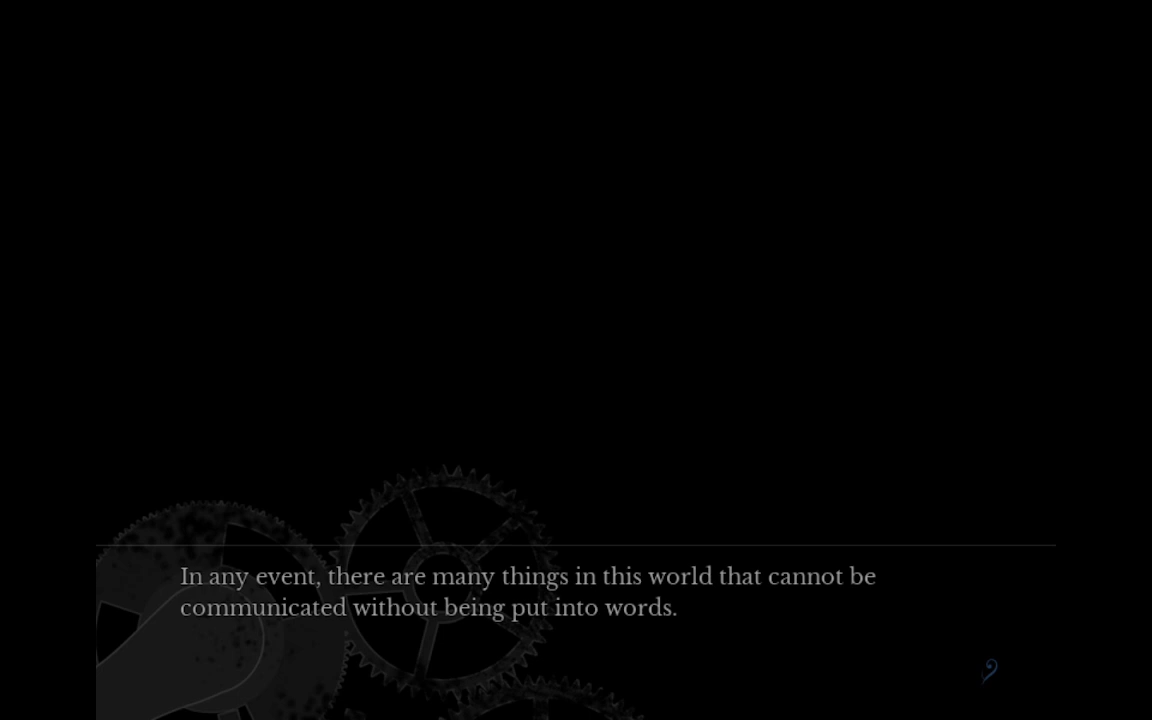 In any event, there are many things in this world that cannot be
communicated without being put into words.